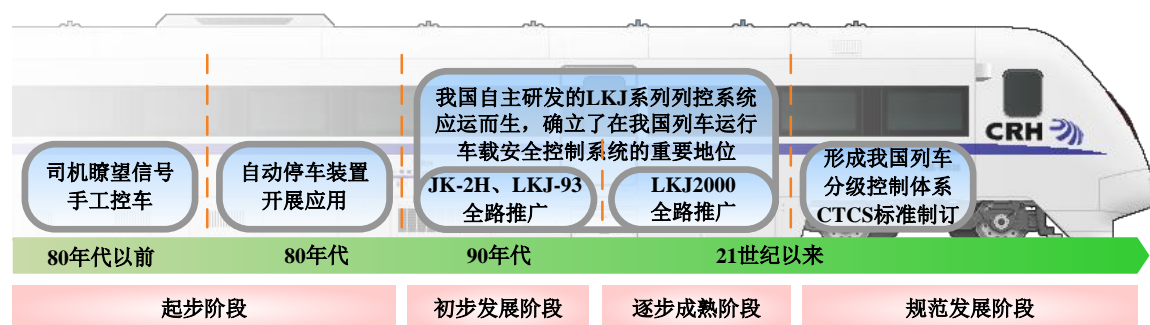 我国自主研发的LKJ系列列控系统
应运而生，确立了在我国列车运行
车载安全控制系统的重要地位
CRH
司机瞭望信号
手工控车
自动停车装置
开展应用
JK-2H、LKJ-93
全路推广
LKJ2000
全路推广
形成我国列车
分级控制体系
CTCS标准制订
80年代以前
80年代
90年代
21世纪以来
起步阶段
初步发展阶段
逐步成熟阶段
规范发展阶段